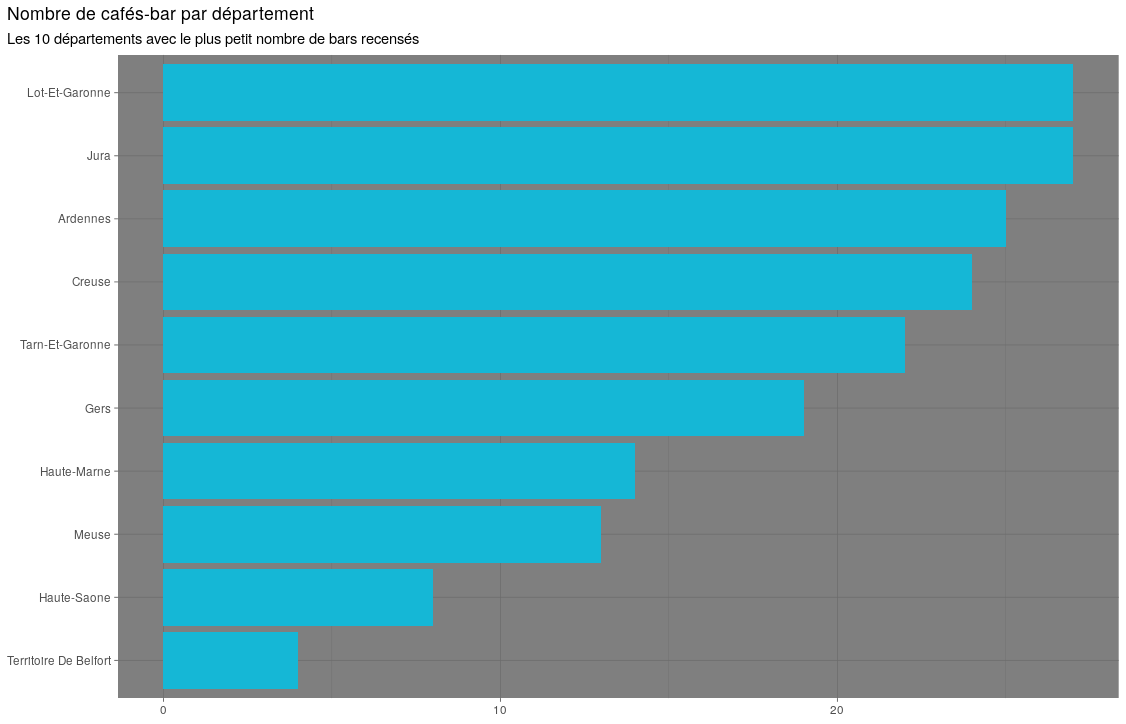 Nombre de cafés-bar par département
Les 10 départements avec le plus petit nombre de bars recensés
Lot-Et-Garonne
Jura
Ardennes
Creuse
Tarn-Et-Garonne
Gers
Haute-Marne
Meuse
Haute-Saone
Territoire De Belfort
0 10 20